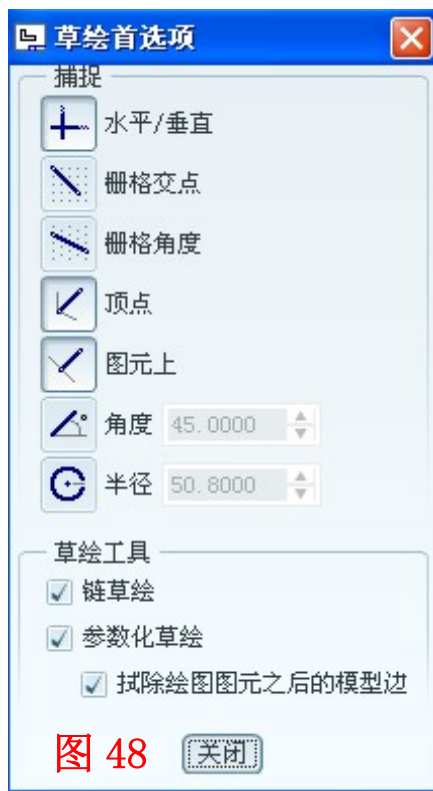 草绘首选项
捕捉
水平/垂直
栅格交点
栅格角度
顶点
图元上
角度 45.0000
半径 50.8000
草绘工具
链草绘
参数化草绘
拭除绘图图元之后的模型边
图 48 关闭